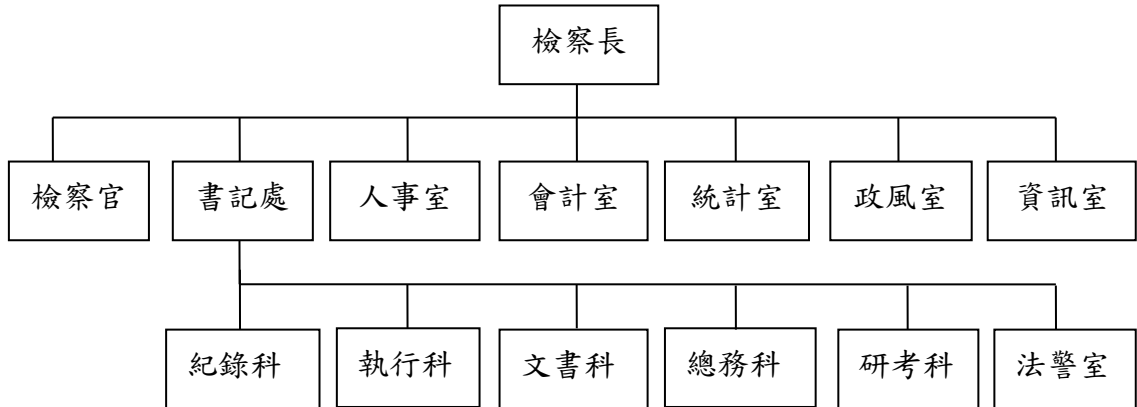 檢察長
檢察官 書記處 人事室 會計室 統計室 政風室 資訊室
紀錄科 執行科 文書科 總務科 研考科 法警室